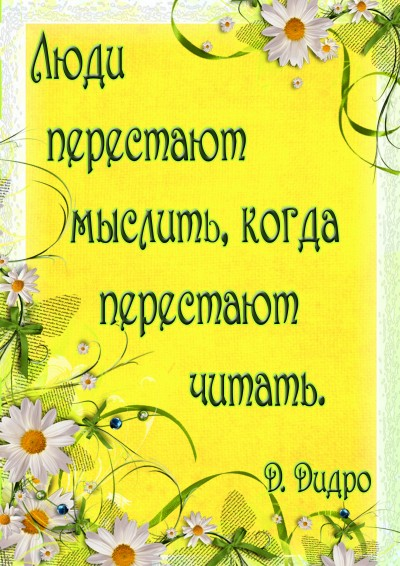 Люди
перестают
мыслить, когда
перестают
читать.
Д. Дидро